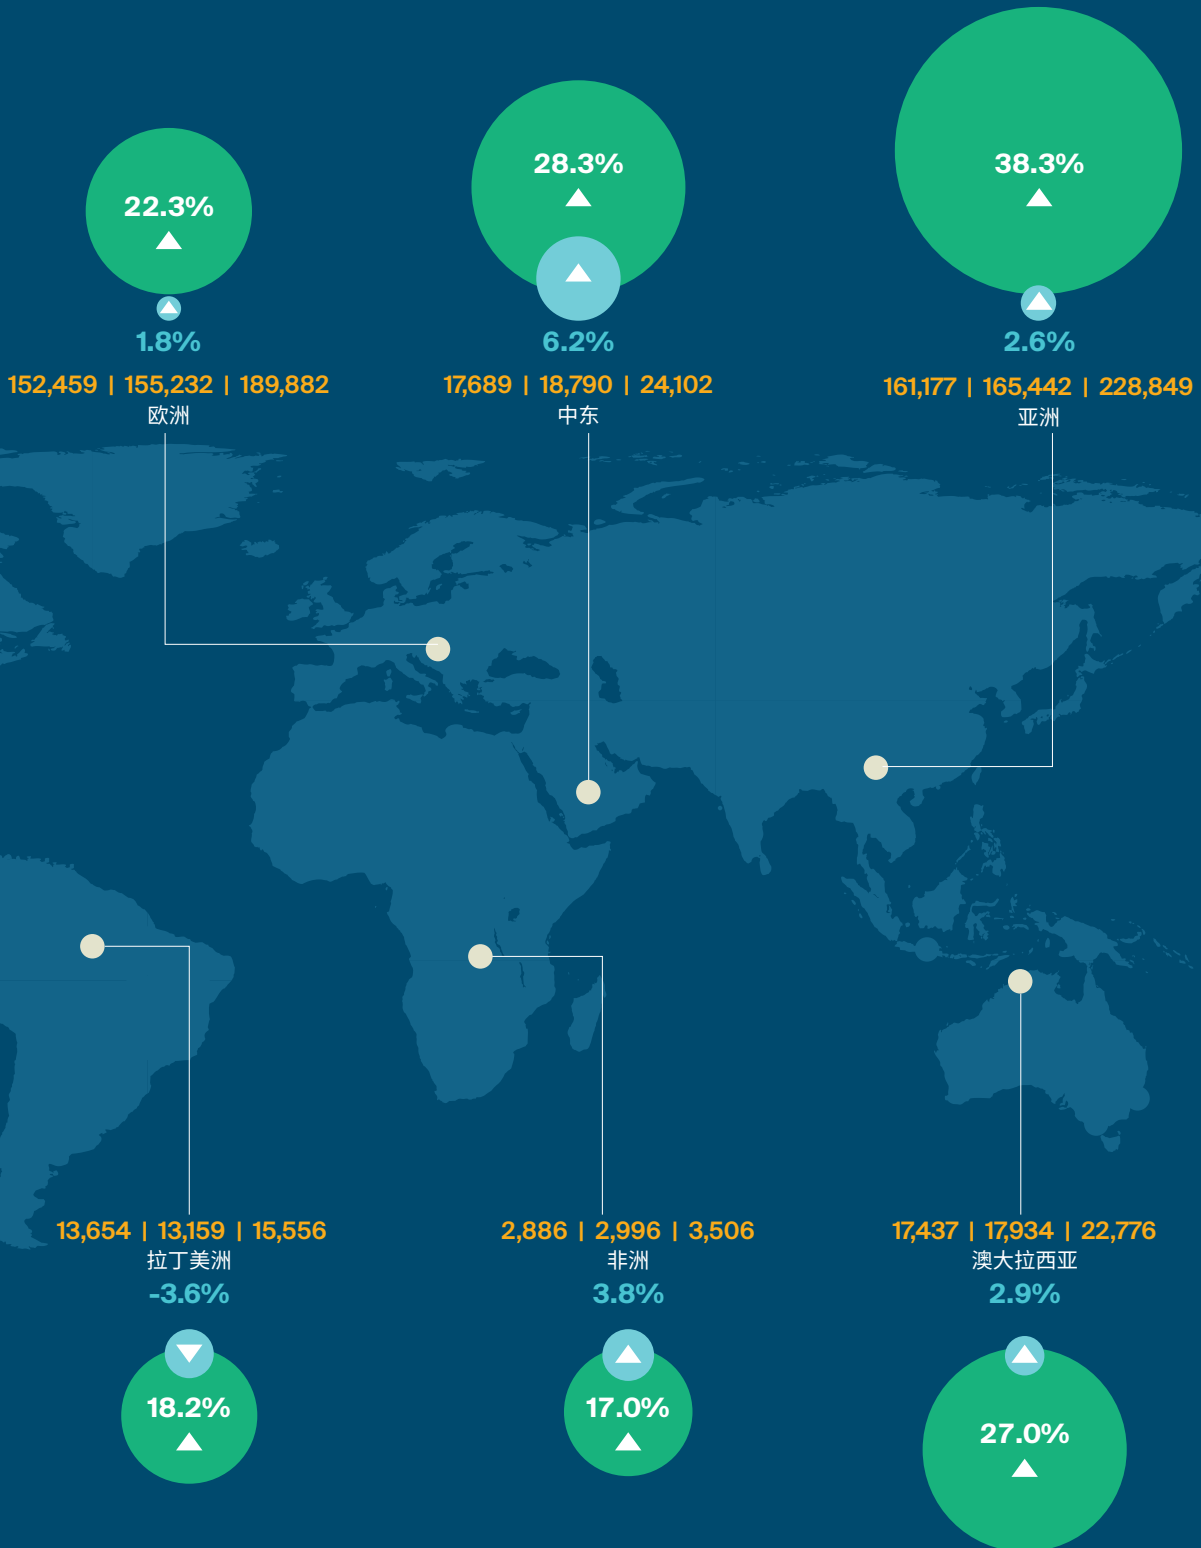 22.3%
1.8%
152,459 | 155,232 | 189,882
欧洲
28.3%
6.2%
17,689 | 18,790 | 24,102
中东
38.3%
2.6%
161,177 | 165,442 | 228,849
亚洲
13,654 | 13,159 | 15,556
拉丁美洲
-3.6%
18.2%
2,886 | 2,996 | 3,506
非洲
3.8%
17.0%
17,437 | 17,934 | 22,776
澳大拉西亚
2.9%
27.0%